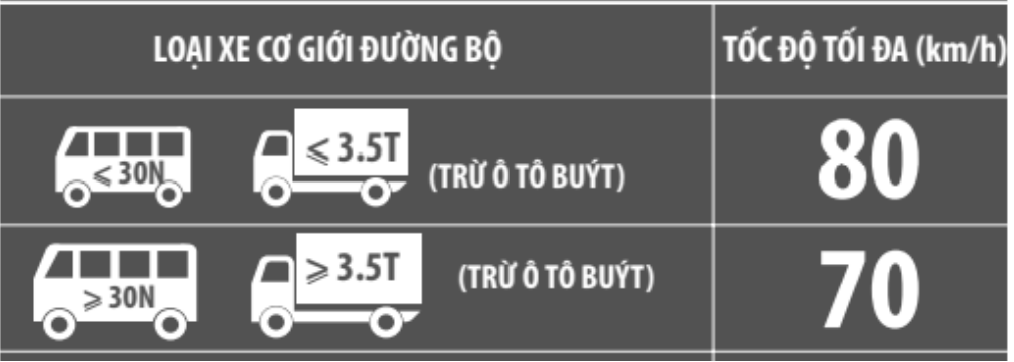 LOẠI XE CƠ GIỚI ĐƯỜNG BỘ
TỐC ĐỘ TỐI ĐA (km/h)
⩽ 30N
⩽ 3.5T
(TRỪ Ô TÔ BUÝT)
80
⩾ 30N
⩾ 3.5T
(TRỪ Ô TÔ BUÝT)
70